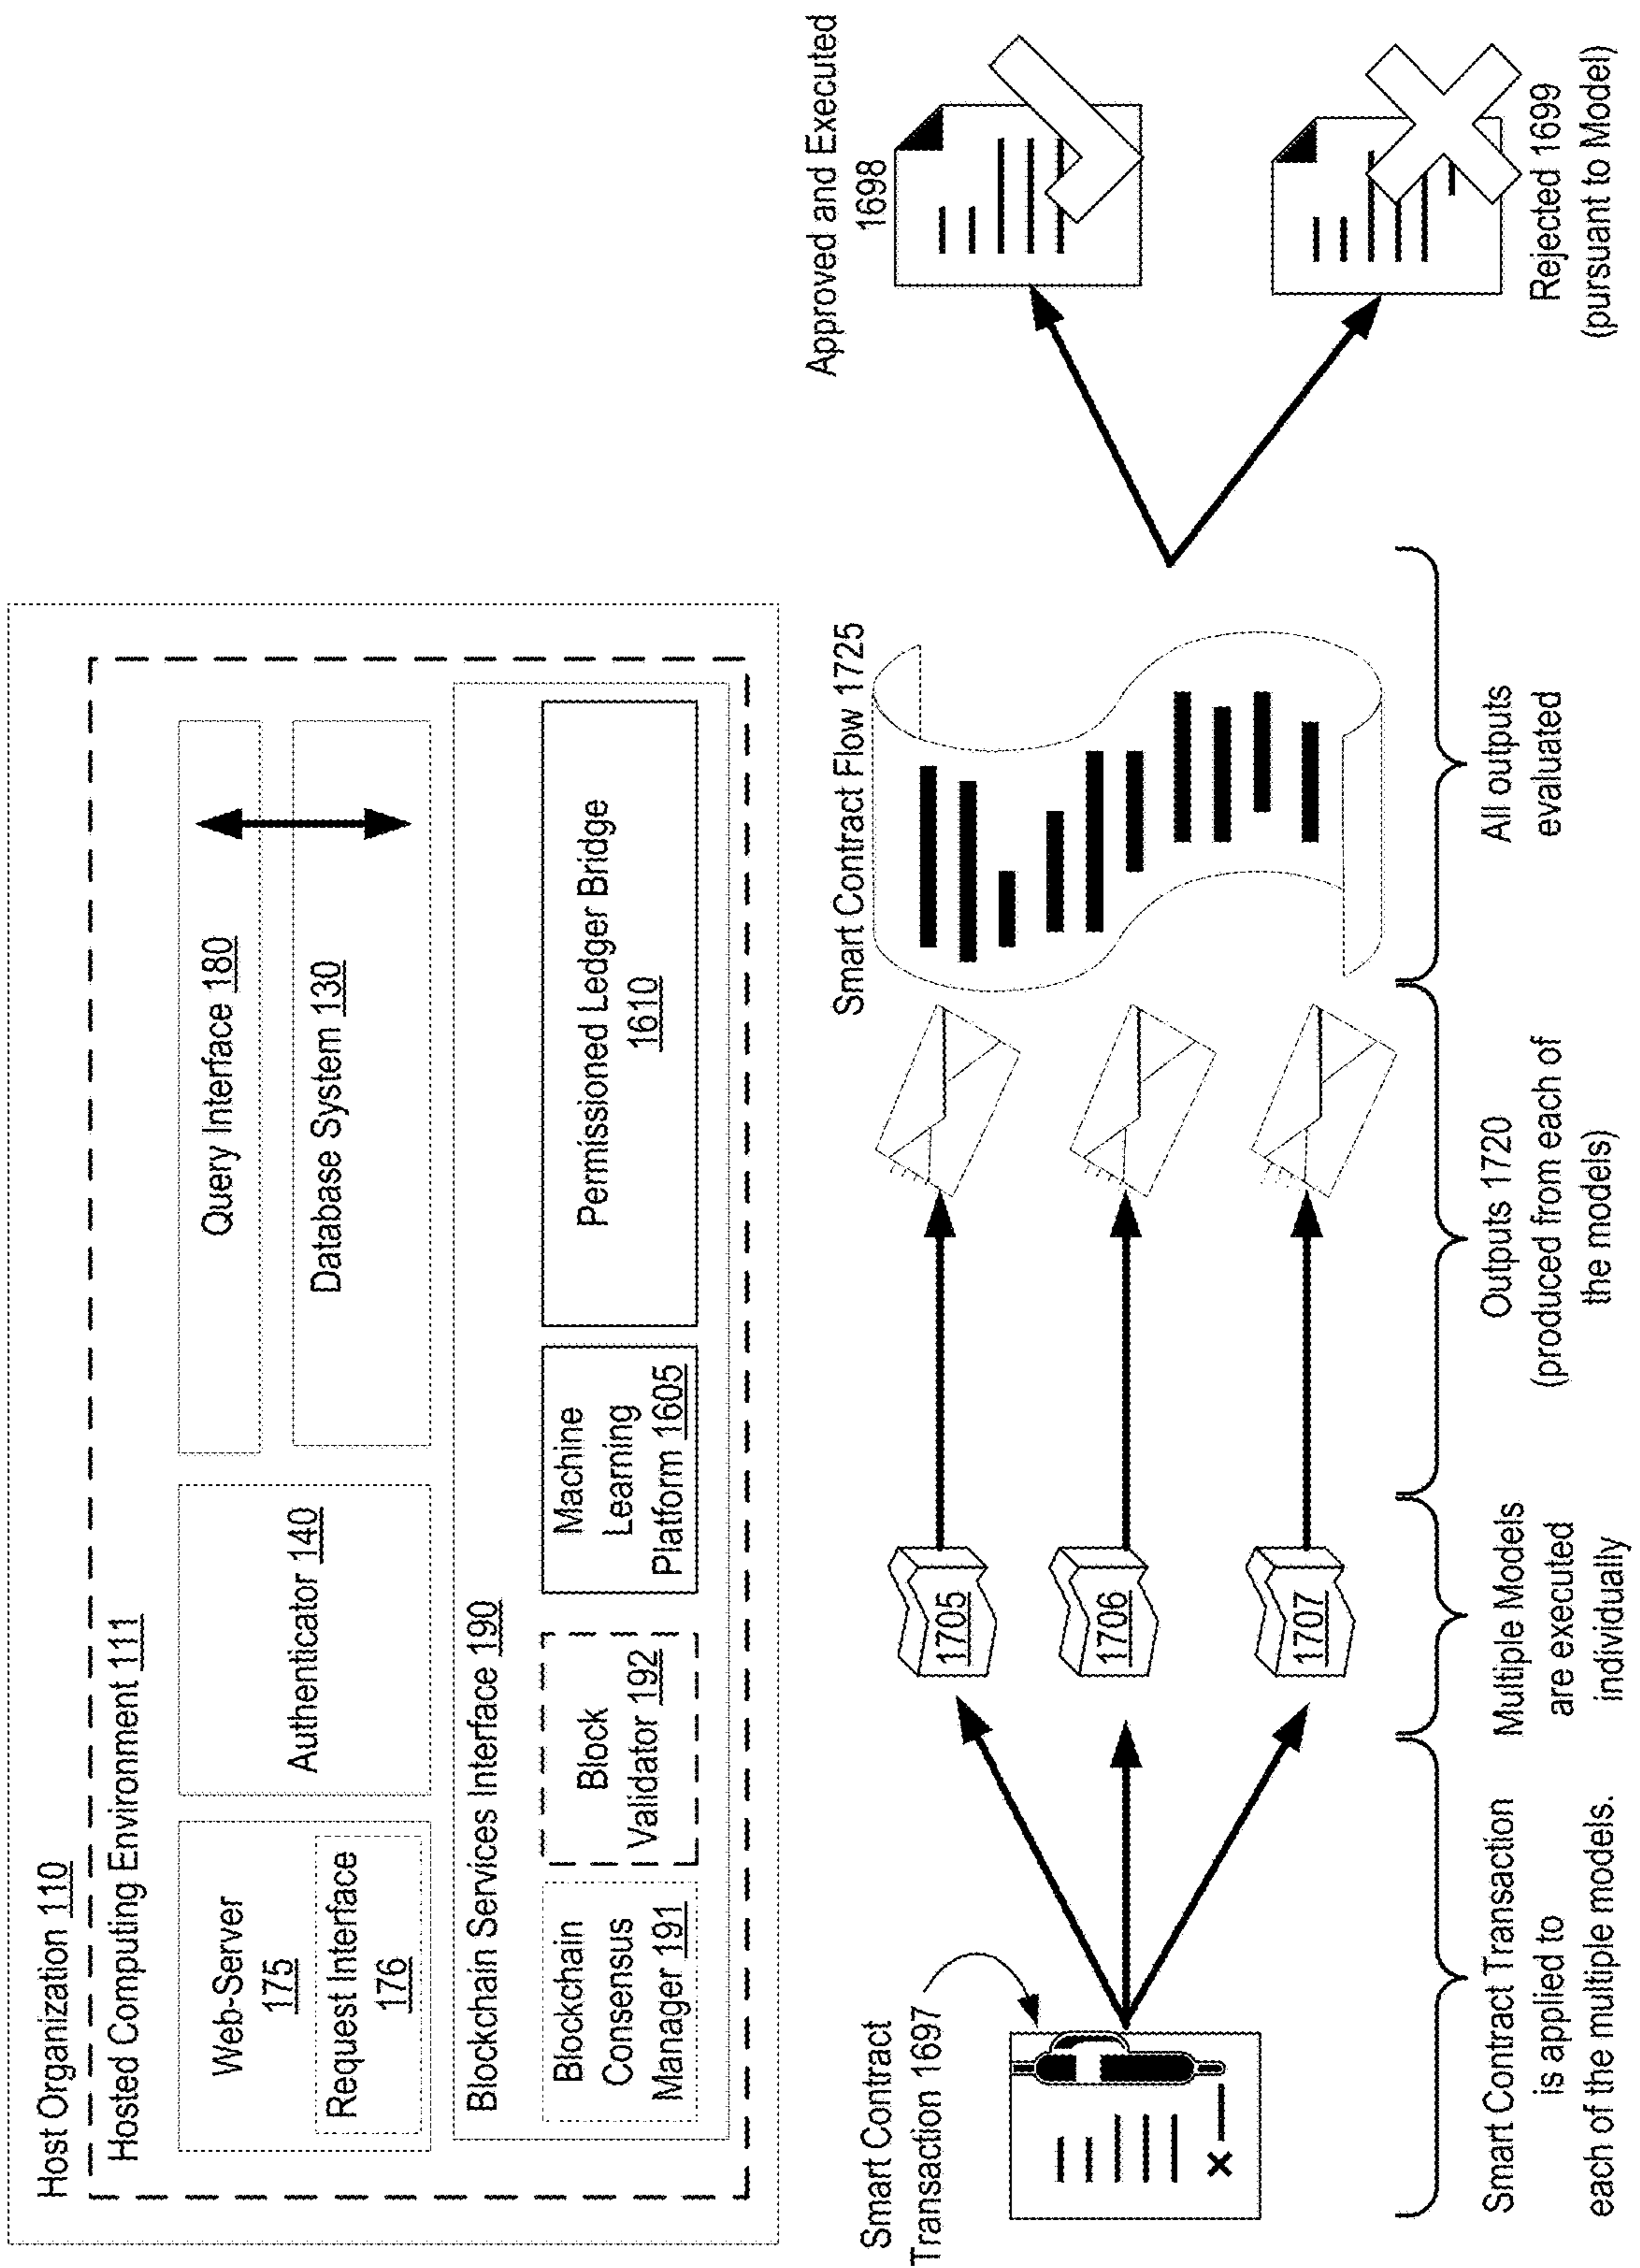 Host Organization 110
Hosted Computing Environment 111
Web-Server
175
Request Interface
176
Authenticator 140
Query Interface 180
Database System 130
Blockchain Services Interface 190
Blockchain
Consensus
Manager 191
Block
Validator 192
Machine
Learning
Platform 1605
Permissioned Ledger Bridge
1610
Smart Contract
Transaction 1697
x
1705
1706
1707
Smart Contract Flow 1725
Approved and Executed
1698
Rejected 1699
(pursuant to Model)
Smart Contract Transaction
is applied to
each of the multiple models.
Multiple Models
are executed
individually
Outputs 1720
(produced from each of
the models)
All outputs
evaluated